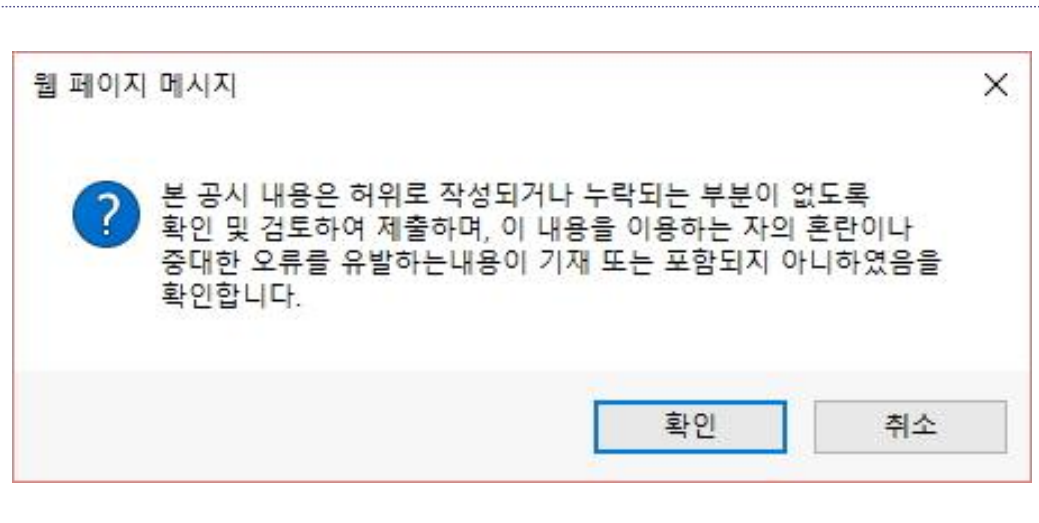 웹 페이지 메시지
본 공시 내용은 허위로 작성되거나 누락되는 부분이 없도록
확인 및 검토하여 제출하며, 이 내용을 이용하는 자의 혼란이나
중대한 오류를 유발하는내용이 기재 또는 포함되지 아니하였음을
확인합니다.
확인
취소